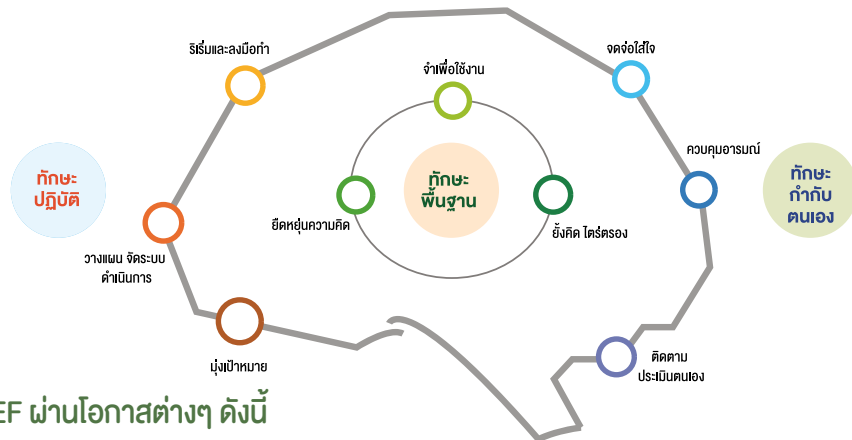 ริเริ่มและลงมือทำ
จำเพื่อใช้งาน
จดจ่อใส่ใจ
ควบคุมอารมณ์
ทักษะ
ปฏิบัติ
ทักษะ
พื้นฐาน
ทักษะ
กำกับ
ตนเอง
ยืดหยุ่นความคิด
ยั้งคิด ไตร่ตรอง
วางแผน จัดระบบ
ดำเนินการ
มุ่งเป้าหมาย
ติดตาม
ประเมินตนเอง
EF ผ่านโอกาสต่างๆ ดังนี้